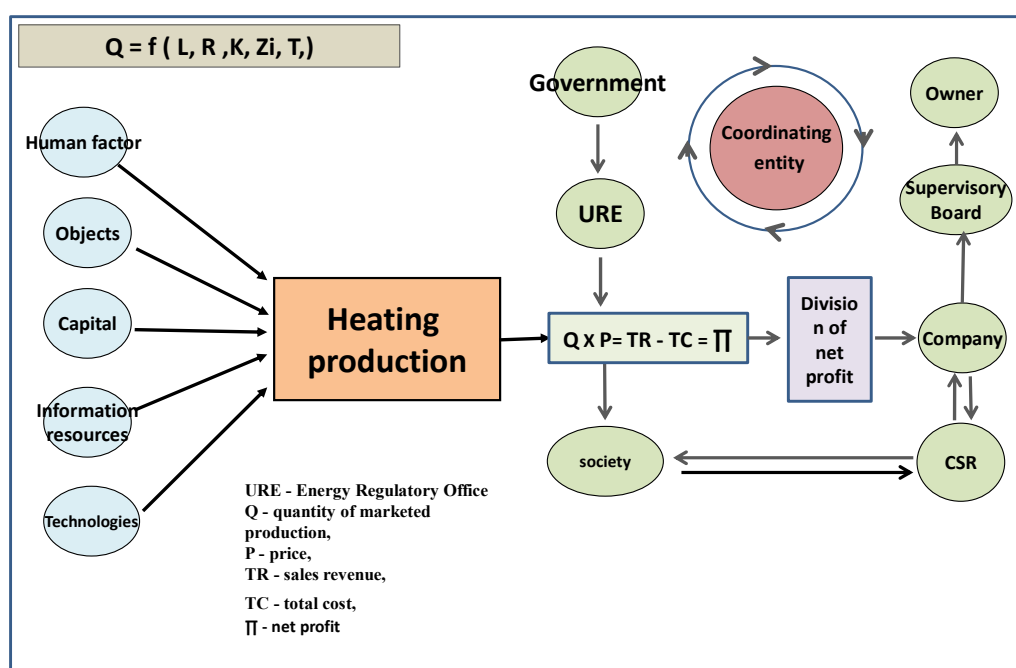 Q = f ( L, R ,K, Zi, T,)
Human factor
Objects
Capital
Information
resources
Technologies
Heating
production
Government
URE
Q X P= TR - TC = ∏
society
Coordinating
entity
Divisio
n of
net
profit
Owner
Supervisory
Board
Company
CSR
URE - Energy Regulatory Office
Q - quantity of marketed
production,
P - price,
TR - sales revenue,
TC - total cost,
∏ - net profit